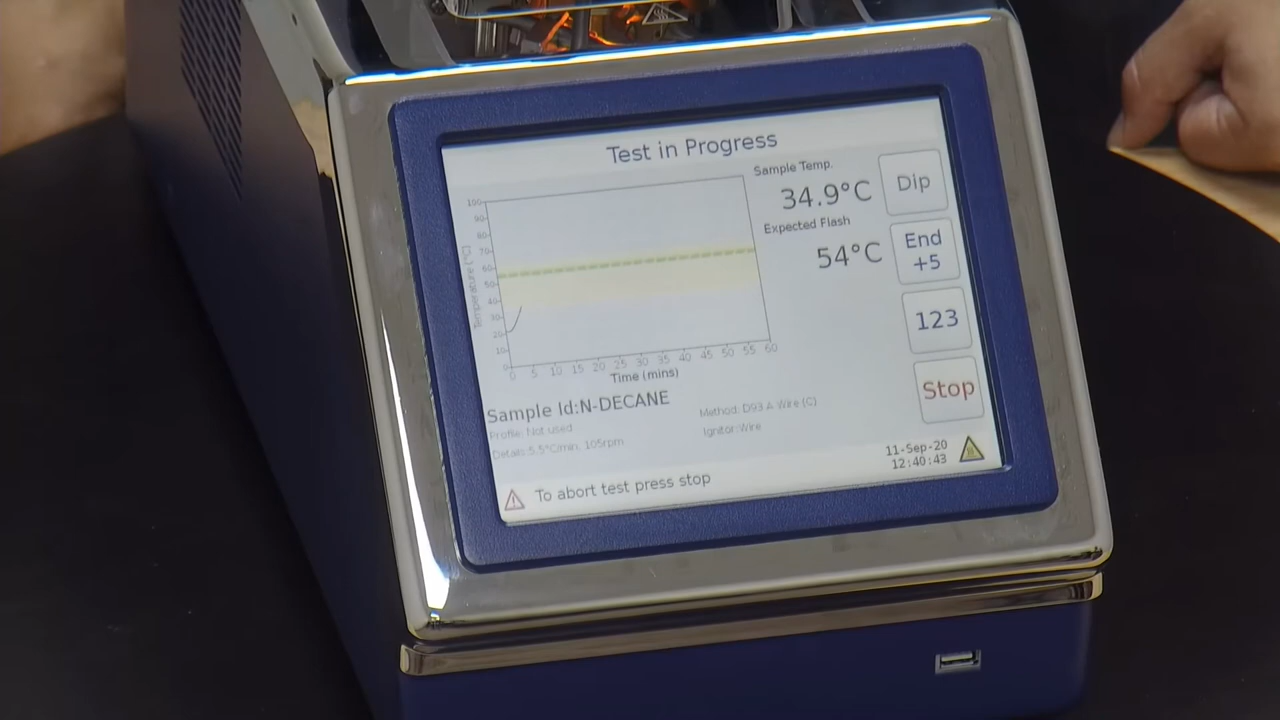 Test in Progress
Sample Temp.
34.9°C
Dip
Expected Flash
54°C
End
+5
123
Stop
Temperature (°C)
100
90
80
70
60
50
40
30
20
10
0
0 5 10 15 20 25 30 35 40 45 50 55 60
Time (mins)
Sample Id:N-DECANE
Profile: Not used
Details: 5.5°C/min, 105rpm
Method: D93 A Wire (C)
Ignitor:Wire
11-Sep-20
12:40:43
To abort test press stop